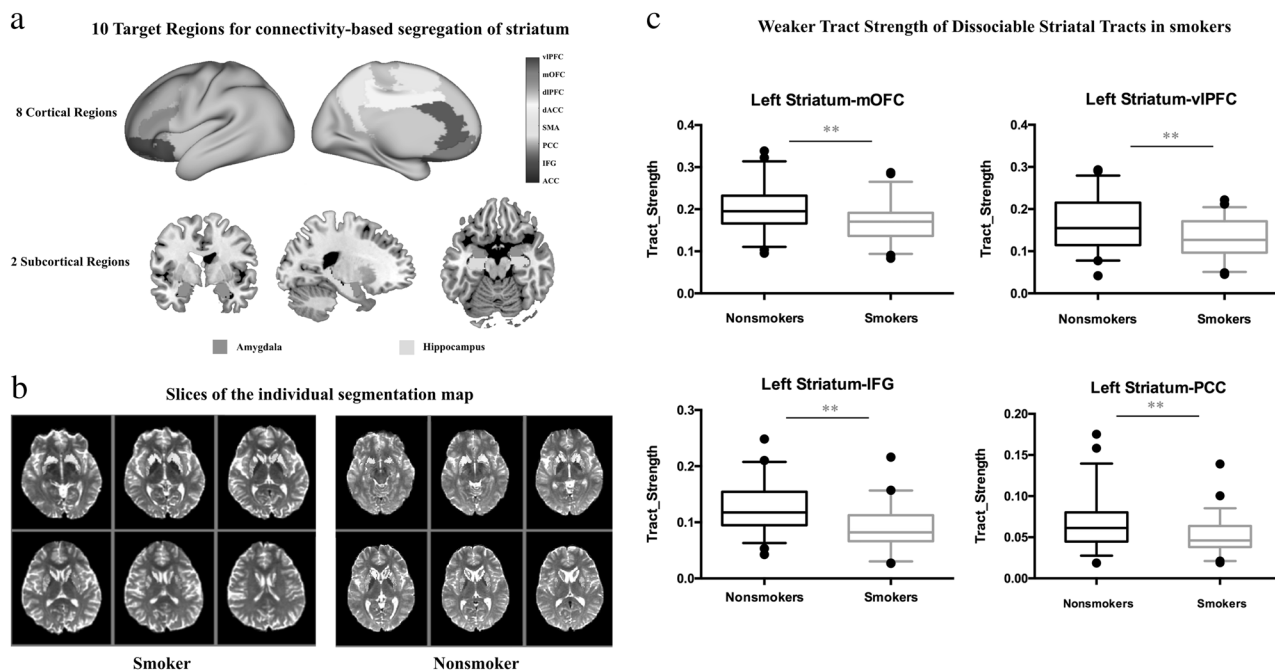 a
10 Target Regions for connectivity-based segregation of striatum
8 Cortical Regions
vlPFC
mOFC
dlPFC
dACC
SMA
PCC
IFG
ACC
2 Subcortical Regions
Amygdala
Hippocampus
b
Slices of the individual segmentation map
Smoker
Nonsmoker
c
Weaker Tract Strength of Dissociable Striatal Tracts in smokers
Left Striatum-mOFC
**
Tract_Strength
0.4
0.3
0.2
0.1
0.0
Nonsmokers
Smokers
Left Striatum-vlPFC
**
Tract_Strength
0.4
0.3
0.2
0.1
0.0
Nonsmokers
Smokers
Left Striatum-IFG
**
Tract_Strength
0.3
0.2
0.1
0.0
Nonsmokers
Smokers
Left Striatum-PCC
**
Tract_Strength
0.20
0.15
0.10
0.05
0.00
Nonsmokers
Smokers